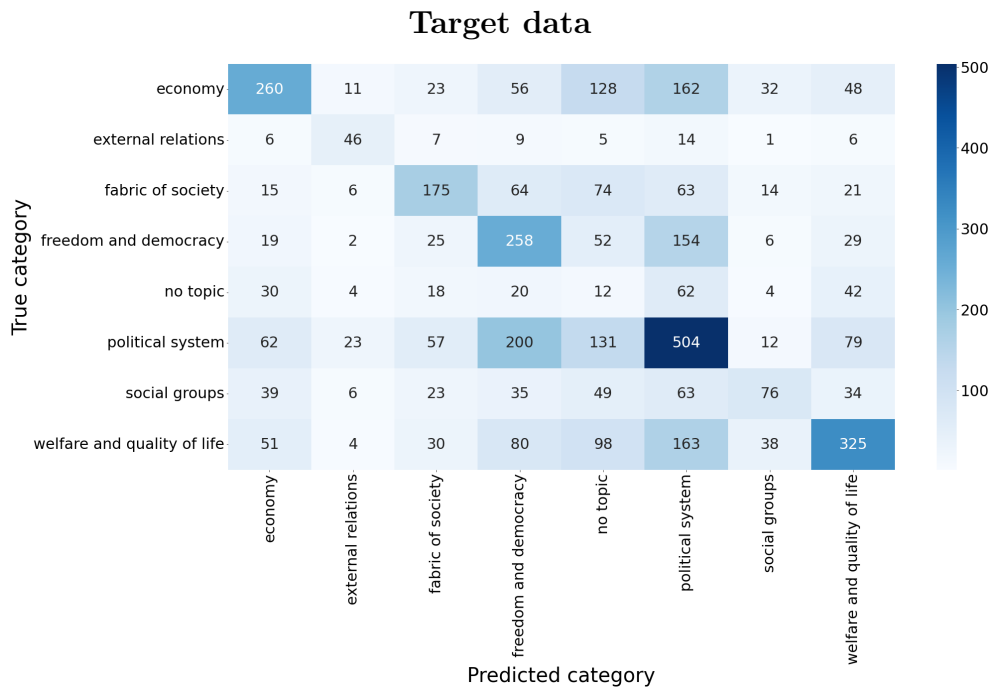 Target data
True category
economy 260 11 23 56 128 162 32 48
external relations 6 46 7 9 5 14 1 6
fabric of society 15 6 175 64 74 63 14 21
freedom and democracy 19 2 25 258 52 154 6 29
no topic 30 4 18 20 12 62 4 42
political system 62 23 57 200 131 504 12 79
social groups 39 6 23 35 49 63 76 34
welfare and quality of life 51 4 30 80 98 163 38 325
economy
external relations
fabric of society
freedom and democracy
no topic
political system
social groups
welfare and quality of life
Predicted category
500
400
300
200
100